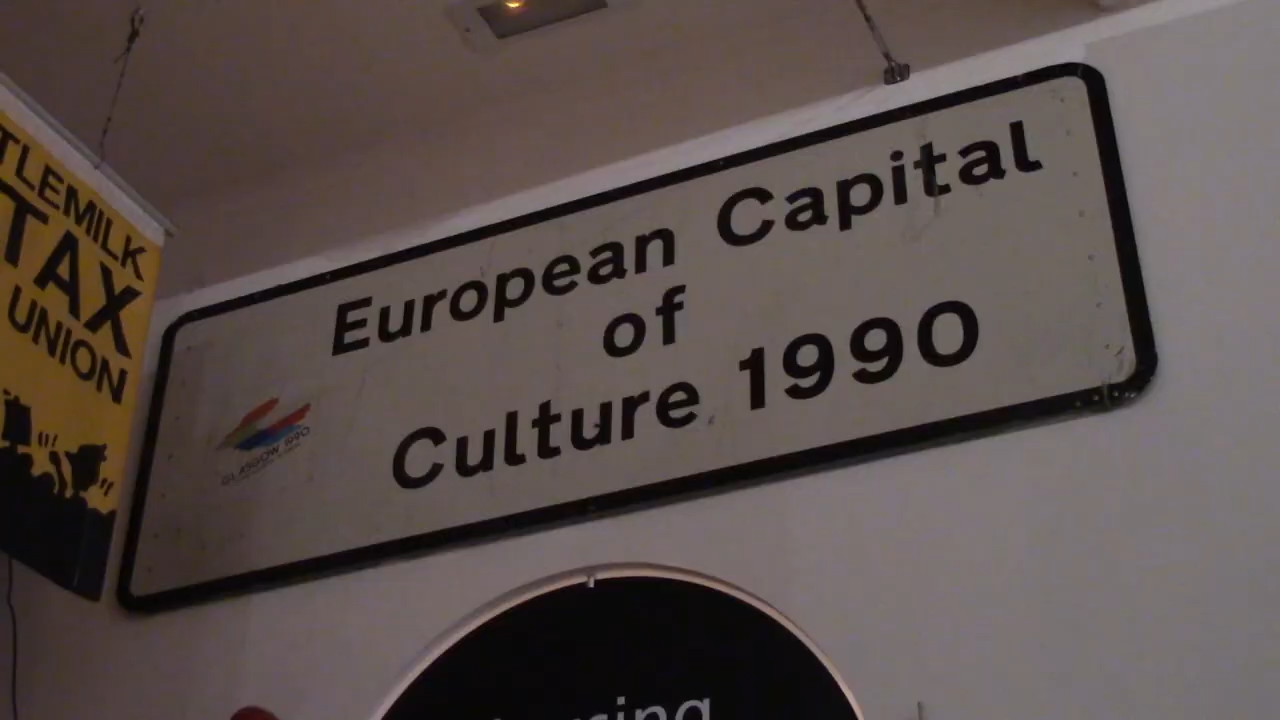 TLEMILK
TAX
UNION
European Capital
of
Culture 1990
GLASGOW 1990